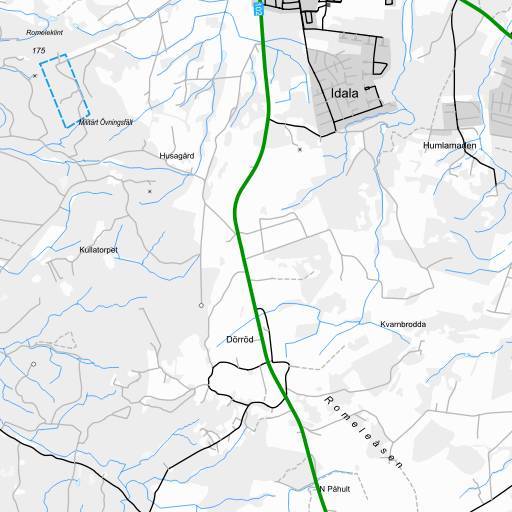 Romeleklint
175
Militärt Övningsfält
Idala
Husagård
Humlamaden
Kullatorpet
Kvarnbrodda
Dörröd
Romeleåsen
N Påhult